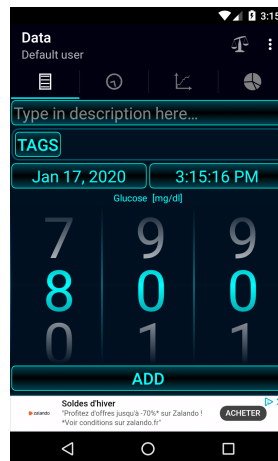 3:15
Data
Default user
Type in description here...
TAGS
Jan 17, 2020
3:15:16 PM
Glucose [mg/dl]
7 9 9
8 0 0
0 1 1
ADD
Soldes d'hiver
zalando
"Profitez d'offres jusqu'à -70%* sur Zalando !
*Voir conditions sur zalando.fr"
ACHETER